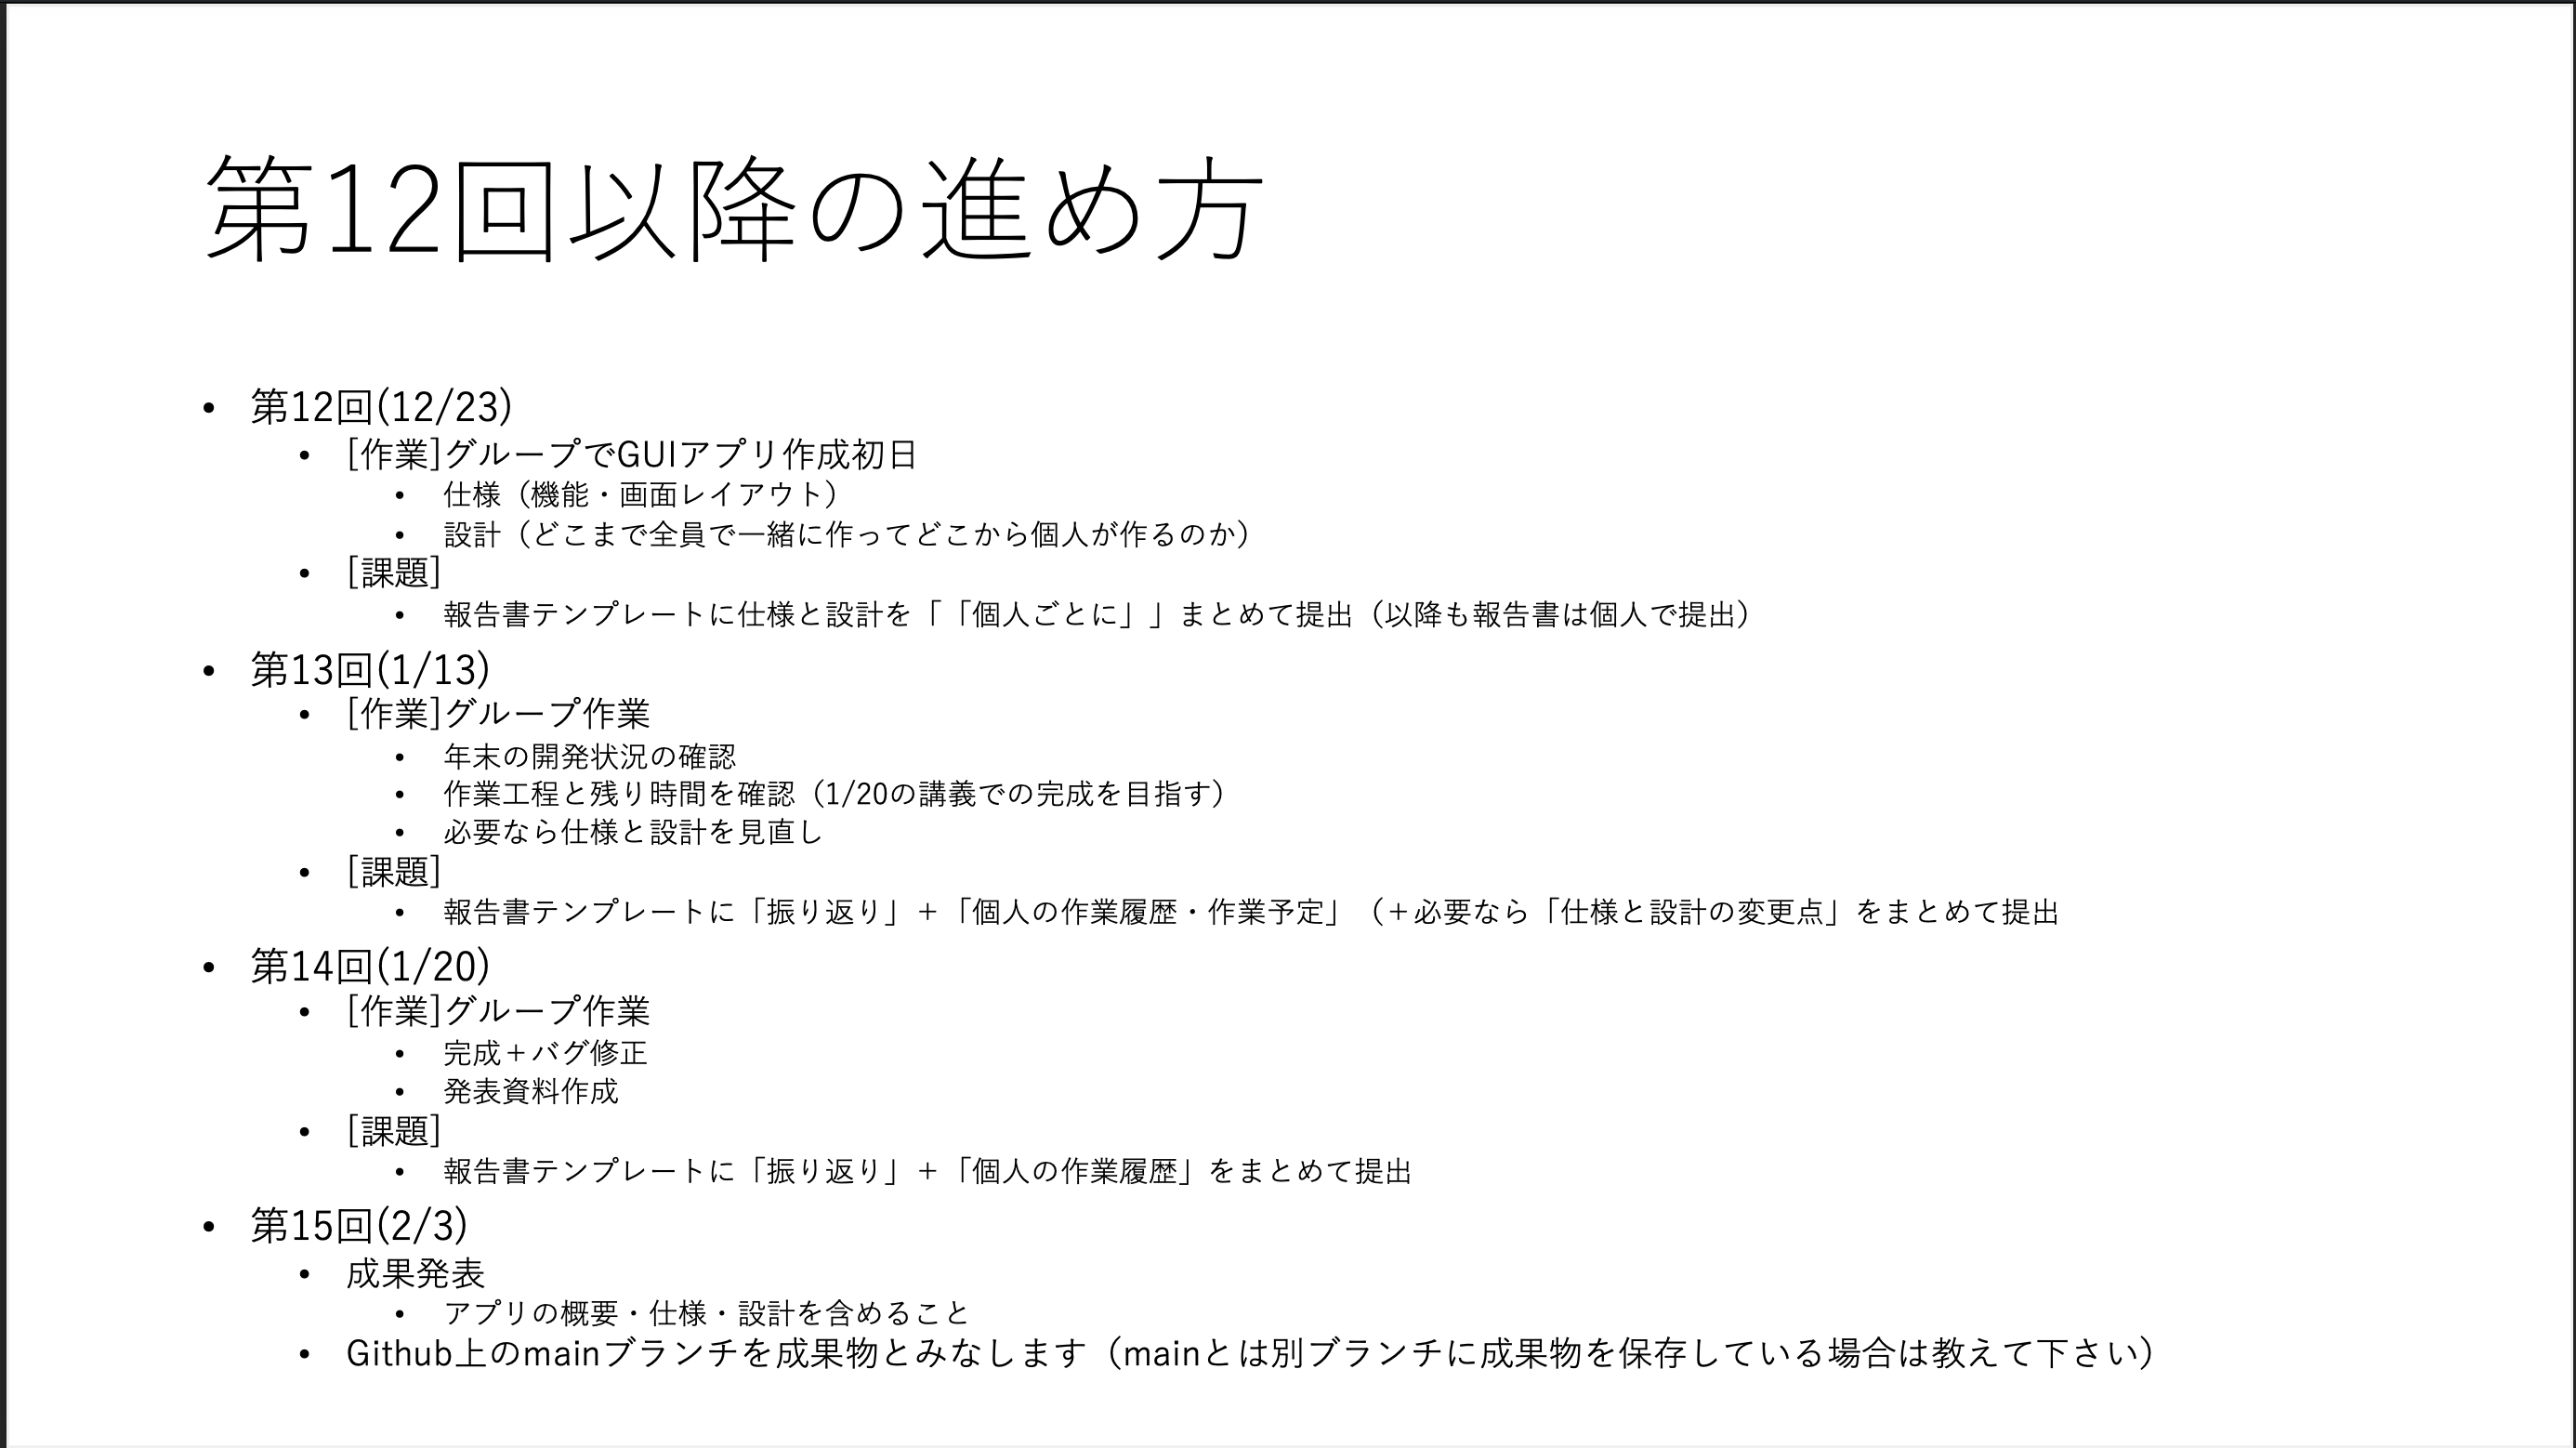 第12回以降の進め方
• 第12回(12/23)
• [作業]グループでGUIアプリ作成初日
• 仕様（機能・画面レイアウト）
• 設計（どこまで全員で一緒に作ってどこから個人が作るのか）
• [課題]
• 報告書テンプレートに仕様と設計を「「個人ごとに」」まとめて提出（以降も報告書は個人で提出）
• 第13回(1/13)
• [作業]グループ作業
• 年末の開発状況の確認
• 作業工程と残り時間を確認（1/20の講義での完成を目指す）
• 必要なら仕様と設計を見直し
• [課題]
• 報告書テンプレートに「振り返り」＋「個人の作業履歴・作業予定」（＋必要なら「仕様と設計の変更点」をまとめて提出
• 第14回(1/20)
• [作業]グループ作業
• 完成＋バグ修正
• 発表資料作成
• [課題]
• 報告書テンプレートに「振り返り」＋「個人の作業履歴」をまとめて提出
• 第15回(2/3)
• 成果発表
• アプリの概要・仕様・設計を含めること
• Github上のmainブランチを成果物とみなします（mainとは別ブランチに成果物を保存している場合は教えて下さい）